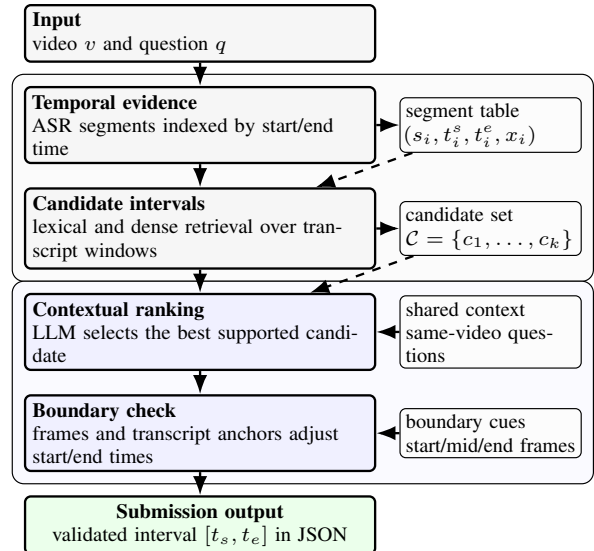 Input
video v and question q
Temporal evidence
ASR segments indexed by start/end
time
segment table
(s_i, t_i^s, t_i^e, x_i)
Candidate intervals
lexical and dense retrieval over tran-
script windows
candidate set
C = {c_1, . . . , c_k}
Contextual ranking
LLM selects the best supported candi-
date
shared context
same-video ques-
tions
Boundary check
frames and transcript anchors adjust
start/end times
boundary cues
start/mid/end frames
Submission output
validated interval [t_s, t_e] in JSON